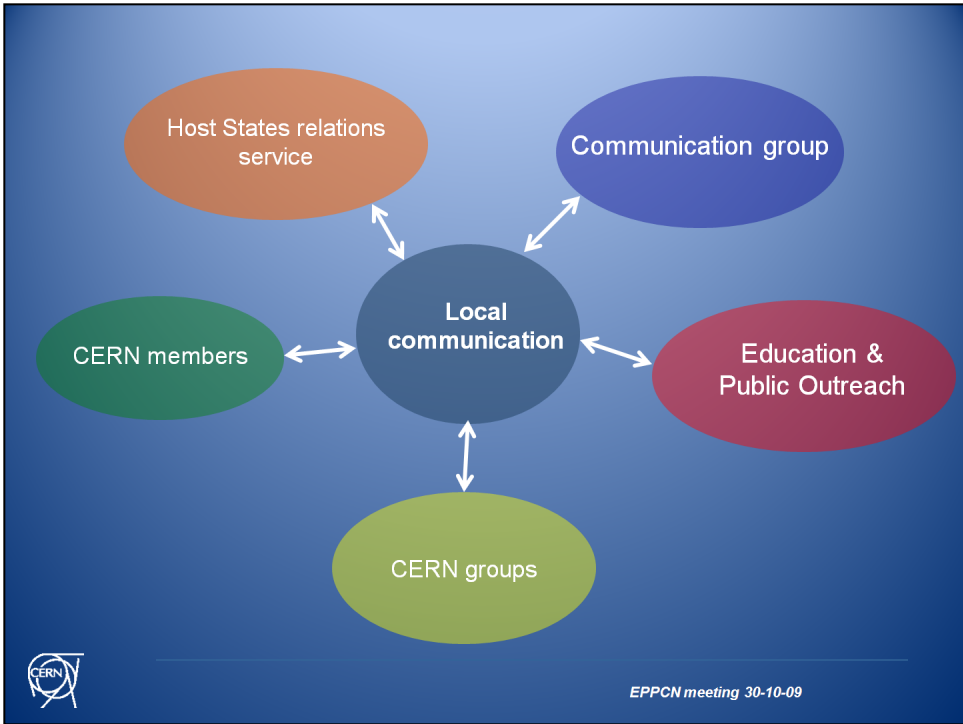 Host States relations
service
Communication group
Local
communication
CERN members
Education &
Public Outreach
CERN groups
CERN
EPPCN meeting 30-10-09